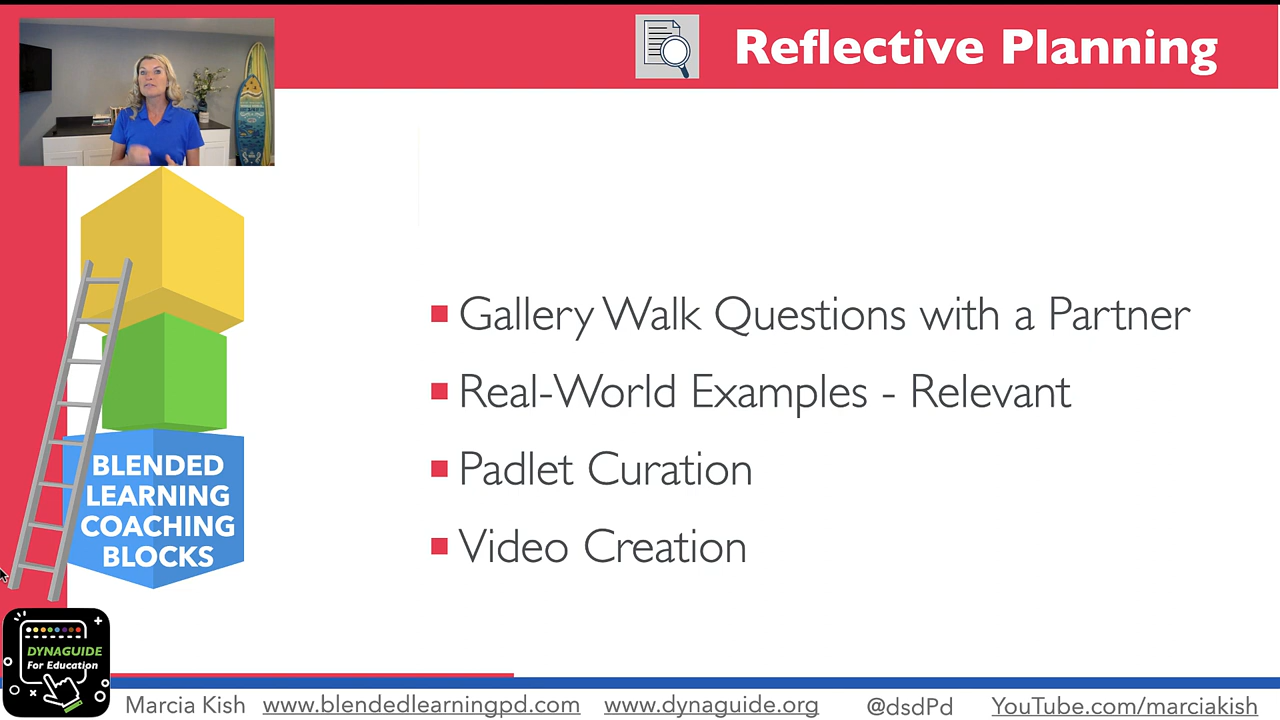 Reflective Planning
Gallery Walk Questions with a Partner
Real-World Examples - Relevant
Padlet Curation
Video Creation
BLENDED
LEARNING
COACHING
BLOCKS
DYNAGUIDE
For Education
Marcia Kish www.blendedlearningpd.com www.dynaguide.org @dsdPd YouTube.com/marciakish